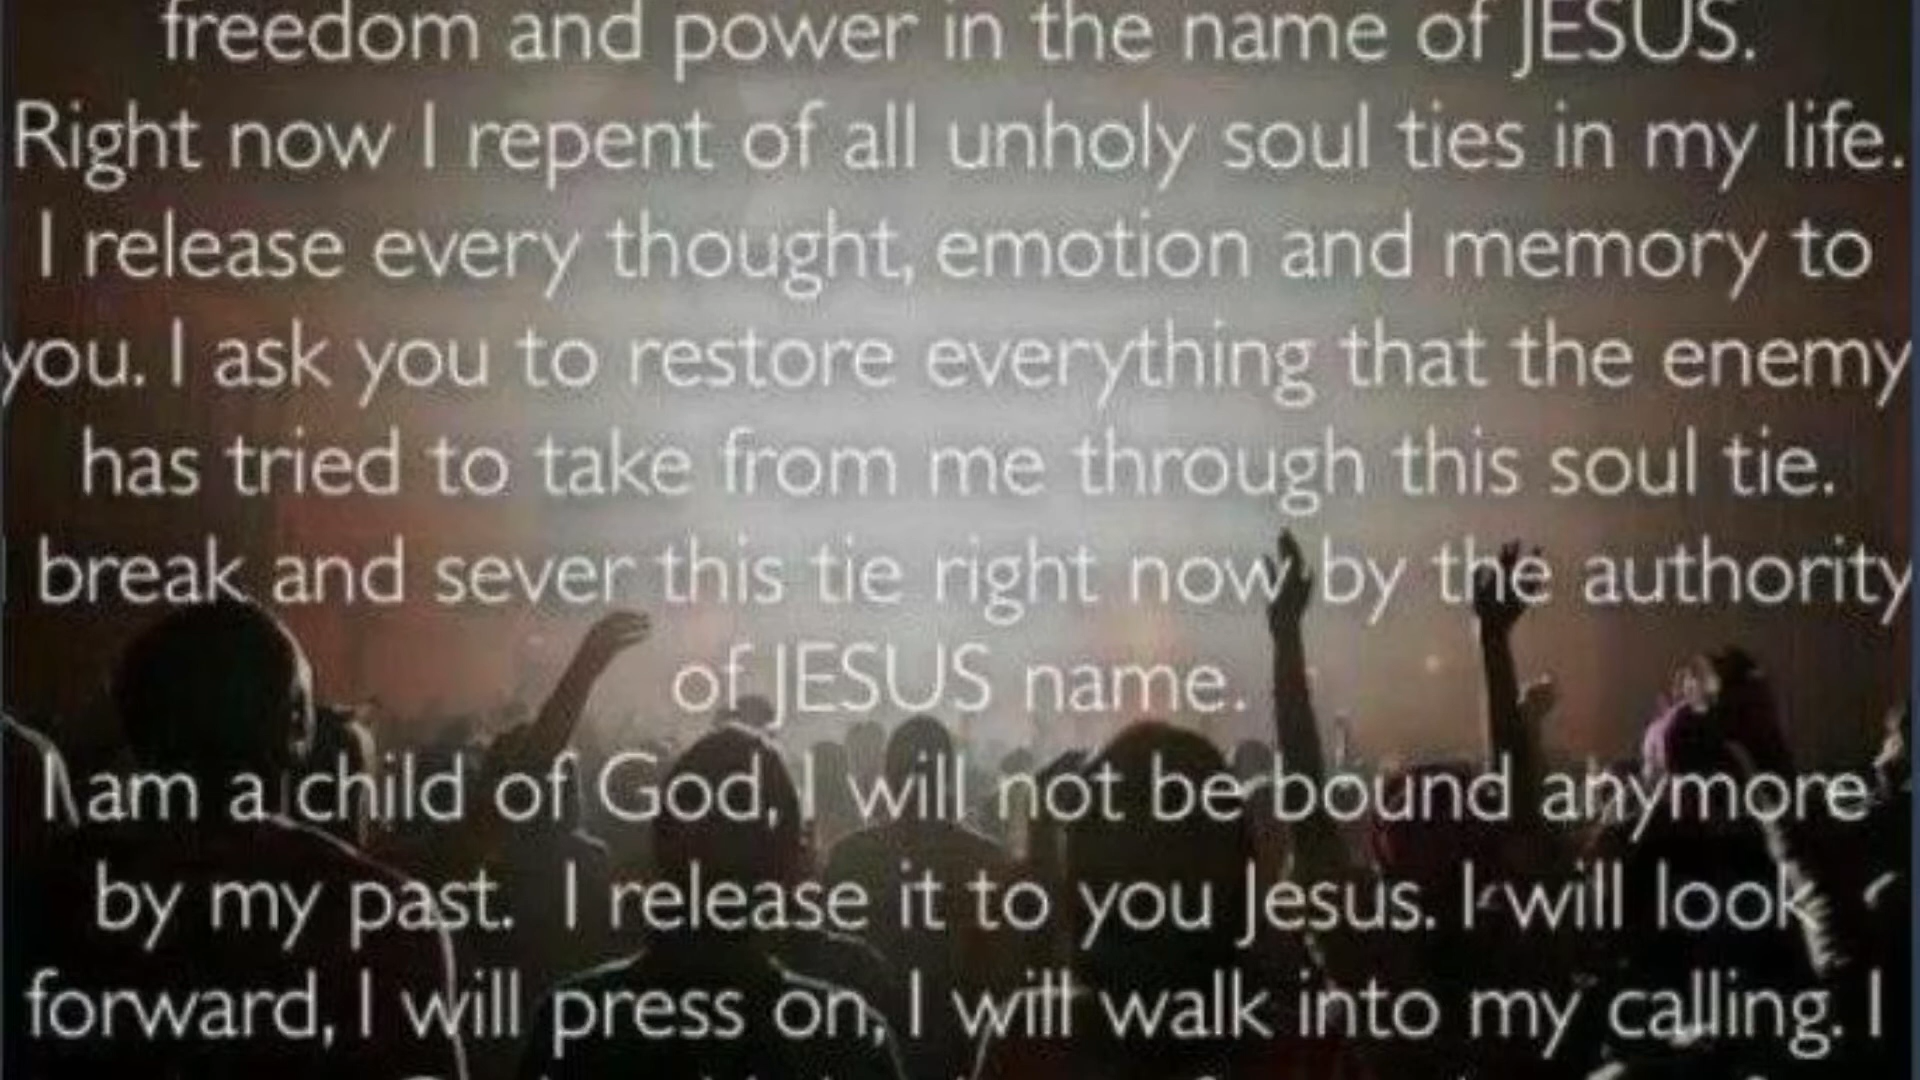 freedom and power in the name of JESUS.
Right now I repent of all unholy soul ties in my life.
I release every thought, emotion and memory to
you. I ask you to restore everything that the enemy
has tried to take from me through this soul tie.
break and sever this tie right now by the authority
of JESUS name.
I am a child of God, I will not be bound anymore
by my past. I release it to you Jesus. I will look
forward, I will press on, I will walk into my calling. I